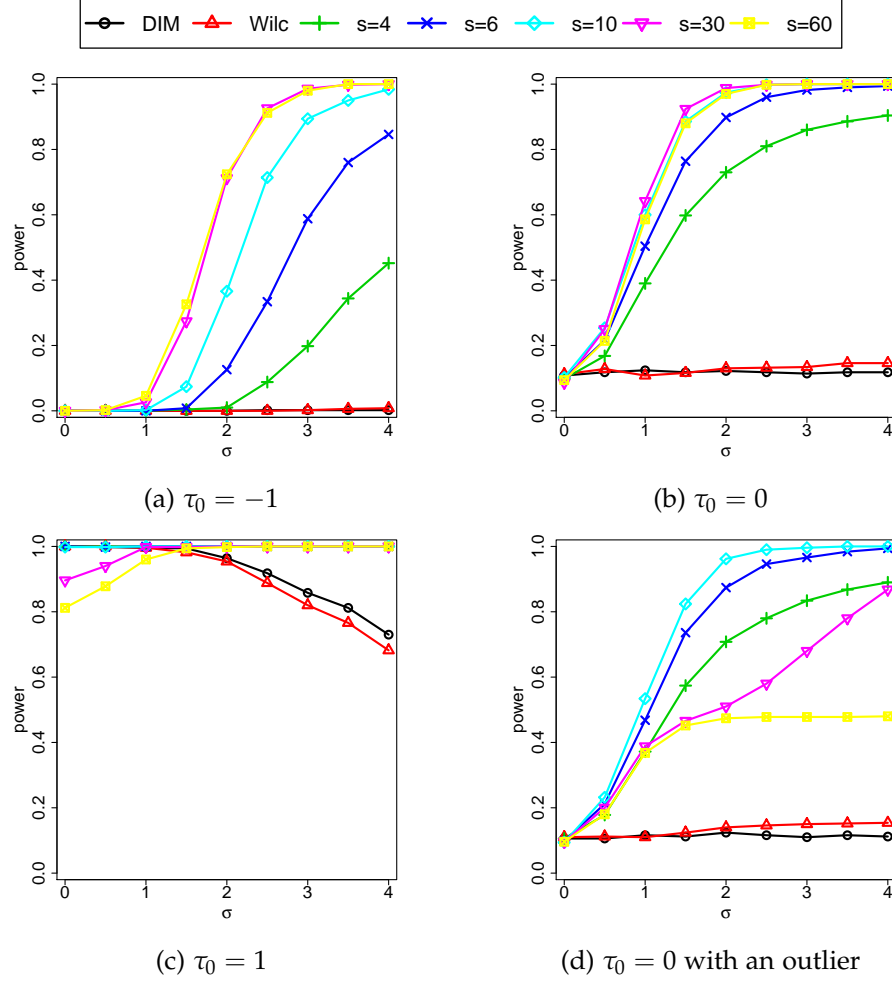 DIM Wilc s=4 s=6 s=10 s=30 s=60
power
0.0 0.2 0.4 0.6 0.8 1.0
0 1 2 3 4
σ
(a) τ₀ = −1
power
0.0 0.2 0.4 0.6 0.8 1.0
0 1 2 3 4
σ
(b) τ₀ = 0
power
0.0 0.2 0.4 0.6 0.8 1.0
0 1 2 3 4
σ
(c) τ₀ = 1
power
0.0 0.2 0.4 0.6 0.8 1.0
0 1 2 3 4
σ
(d) τ₀ = 0 with an outlier